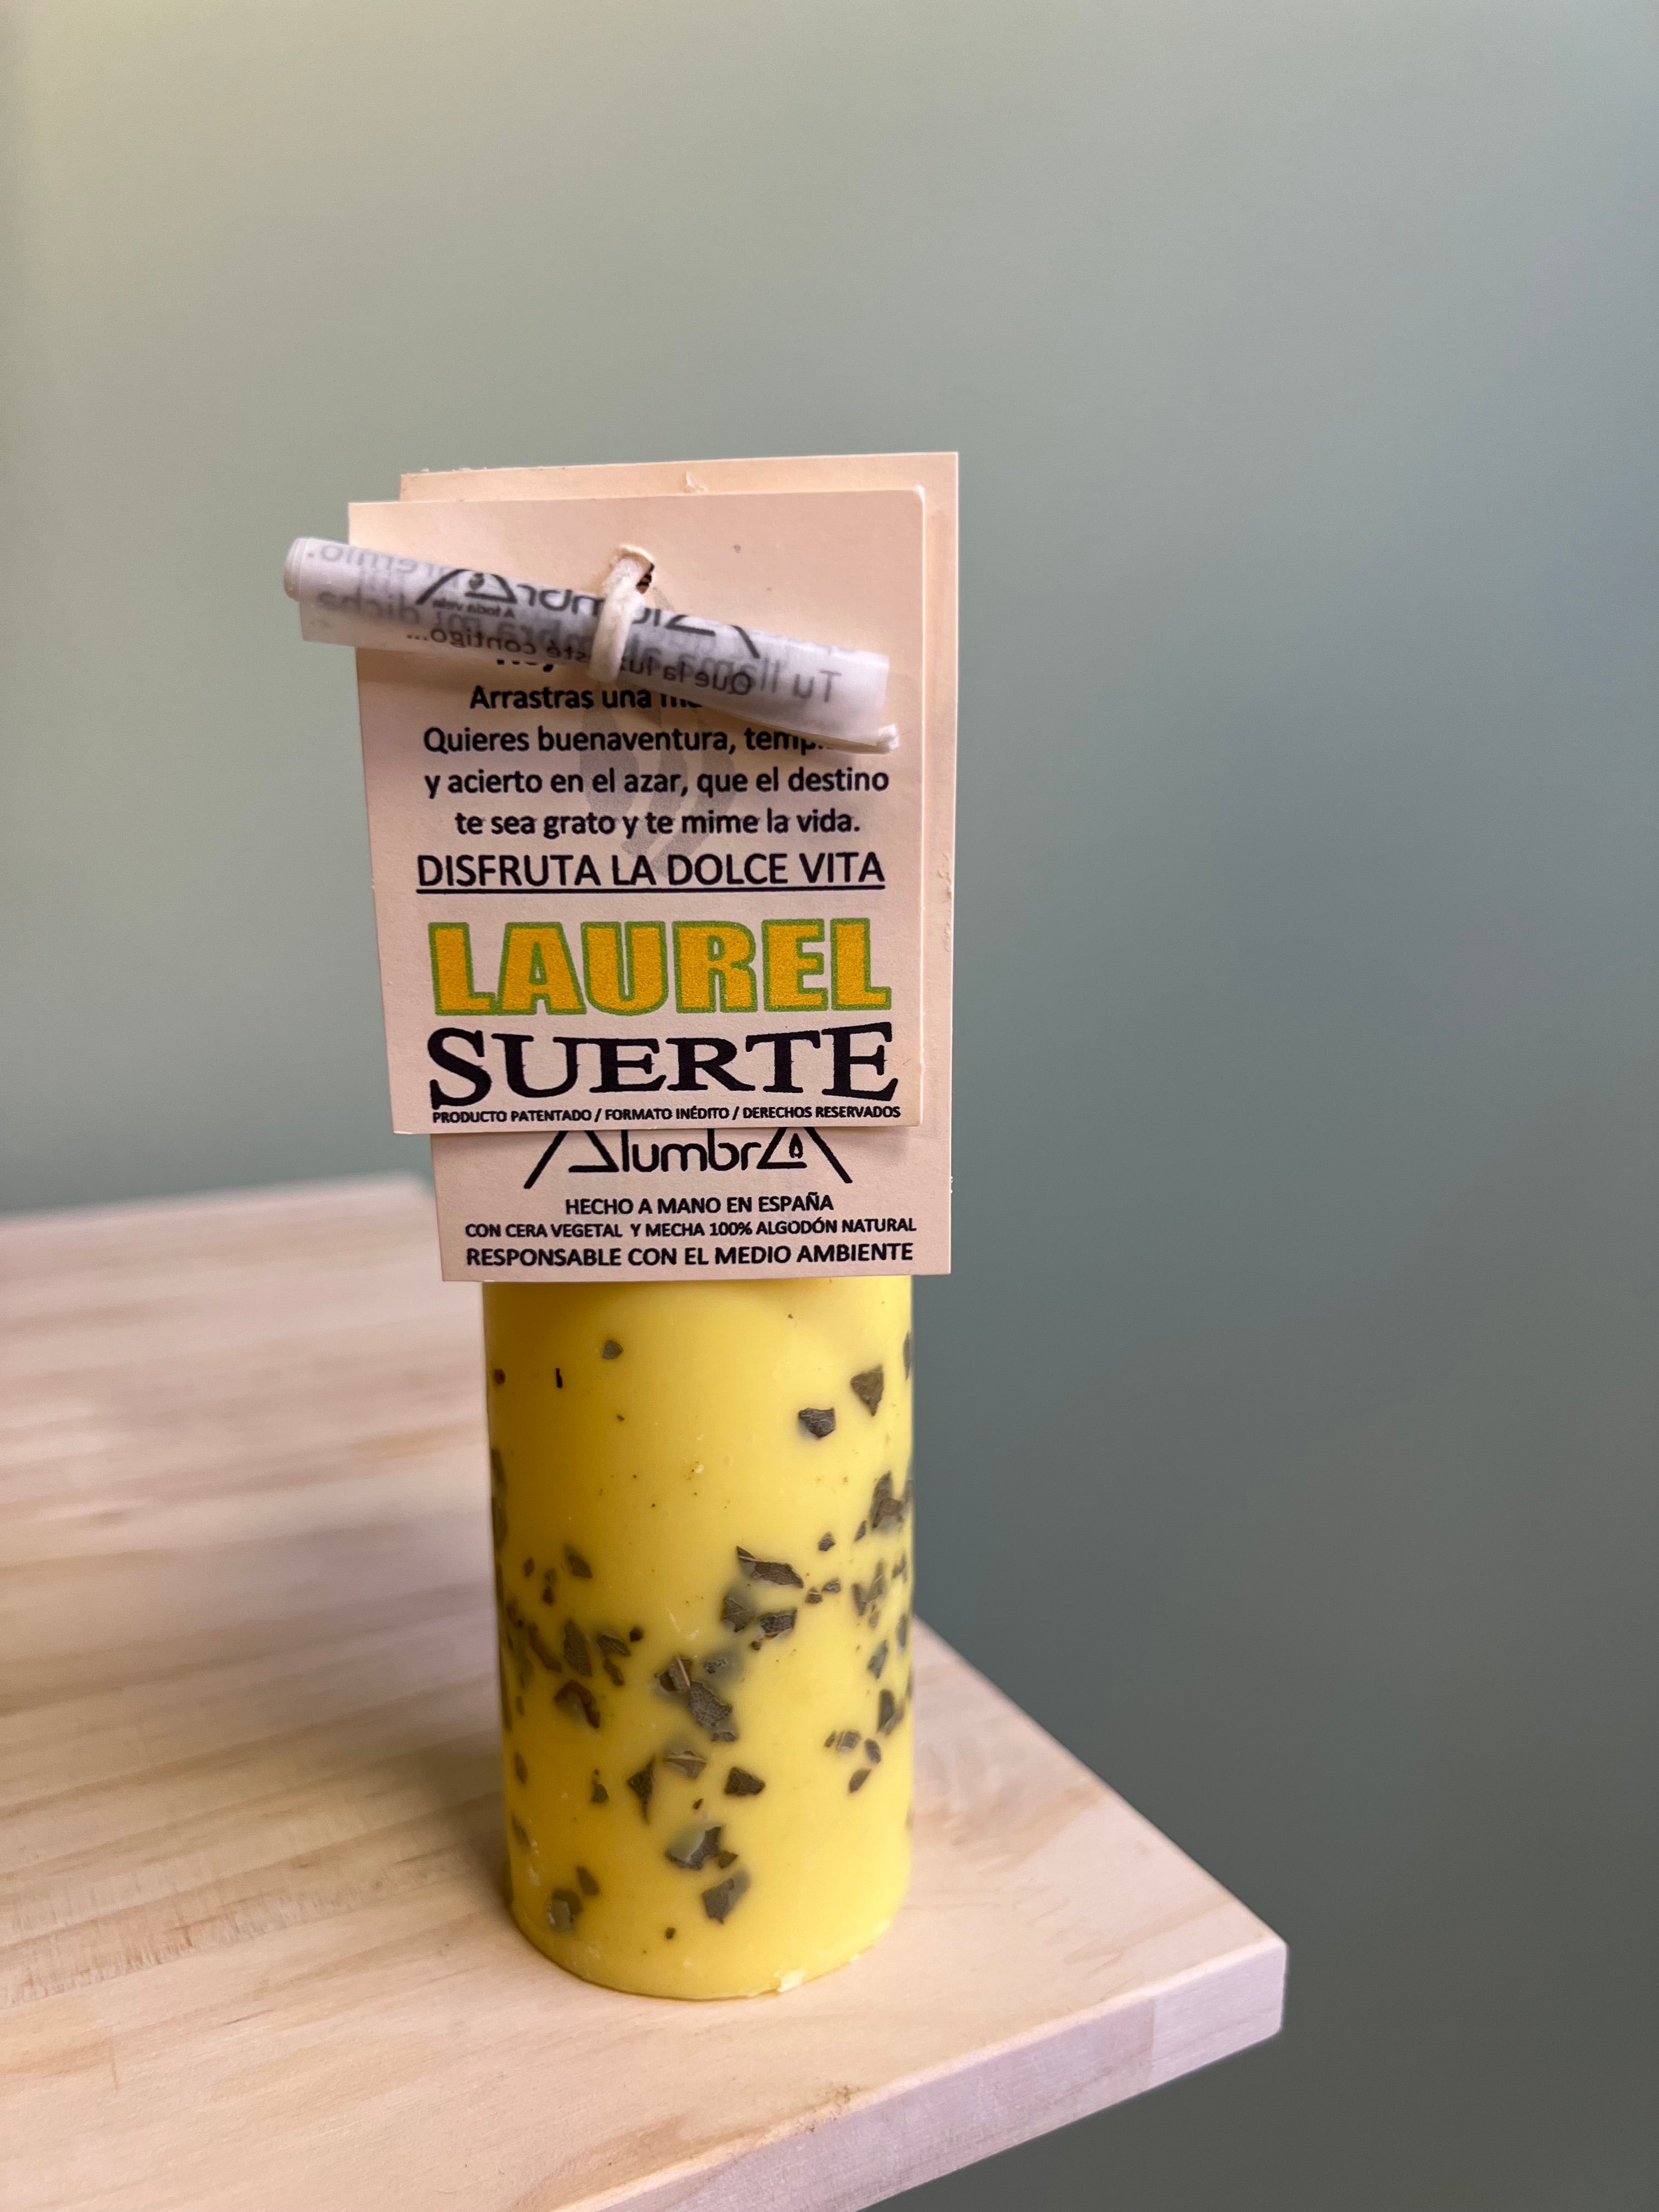 Arrastras una
Quieres buenaventura,
y acierto en el azar, que el destino
te sea grato y te mime la vida.
DISFRUTA LA DOLCE VITA
LAUREL
SUERTE
PRODUCTO PATENTADO / FORMATO INÉDITO / DERECHOS RESERVADOS
AlumbrA
HECHO A MANO EN ESPAÑA
CON CERA VEGETAL Y MECHA 100% ALGODÓN NATURAL
RESPONSABLE CON EL MEDIO AMBIENTE